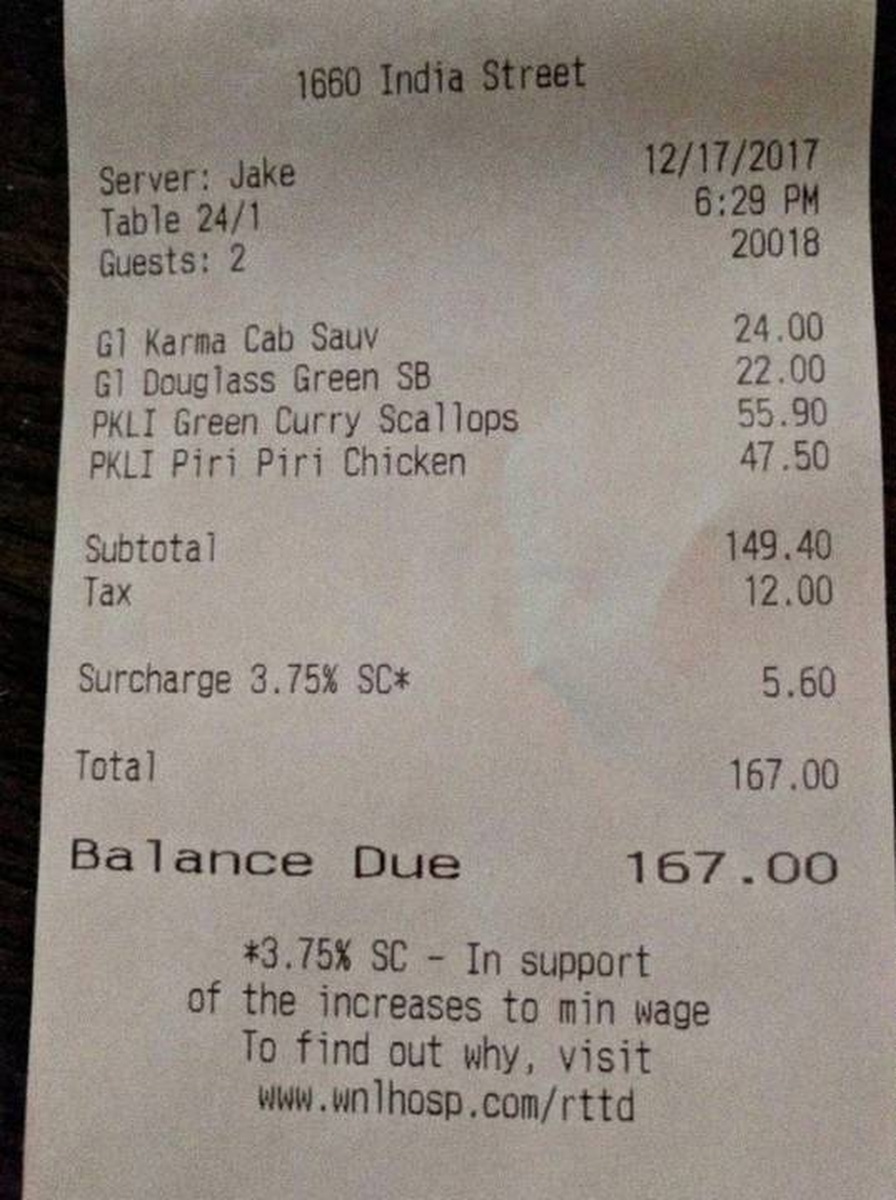 1660 India Street
Server: Jake 12/17/2017
Table 24/1 6:29 PM
Guests: 2 20018
Gl Karma Cab Sauv 24.00
Gl Douglass Green SB 22.00
PKLI Green Curry Scallops 55.90
PKLI Piri Piri Chicken 47.50
Subtotal 149.40
Tax 12.00
Surcharge 3.75% SC* 5.60
Total 167.00
Balance Due 167.00
*3.75% SC - In support
of the increases to min wage
To find out why, visit
www.wnlhosp.com/rttd